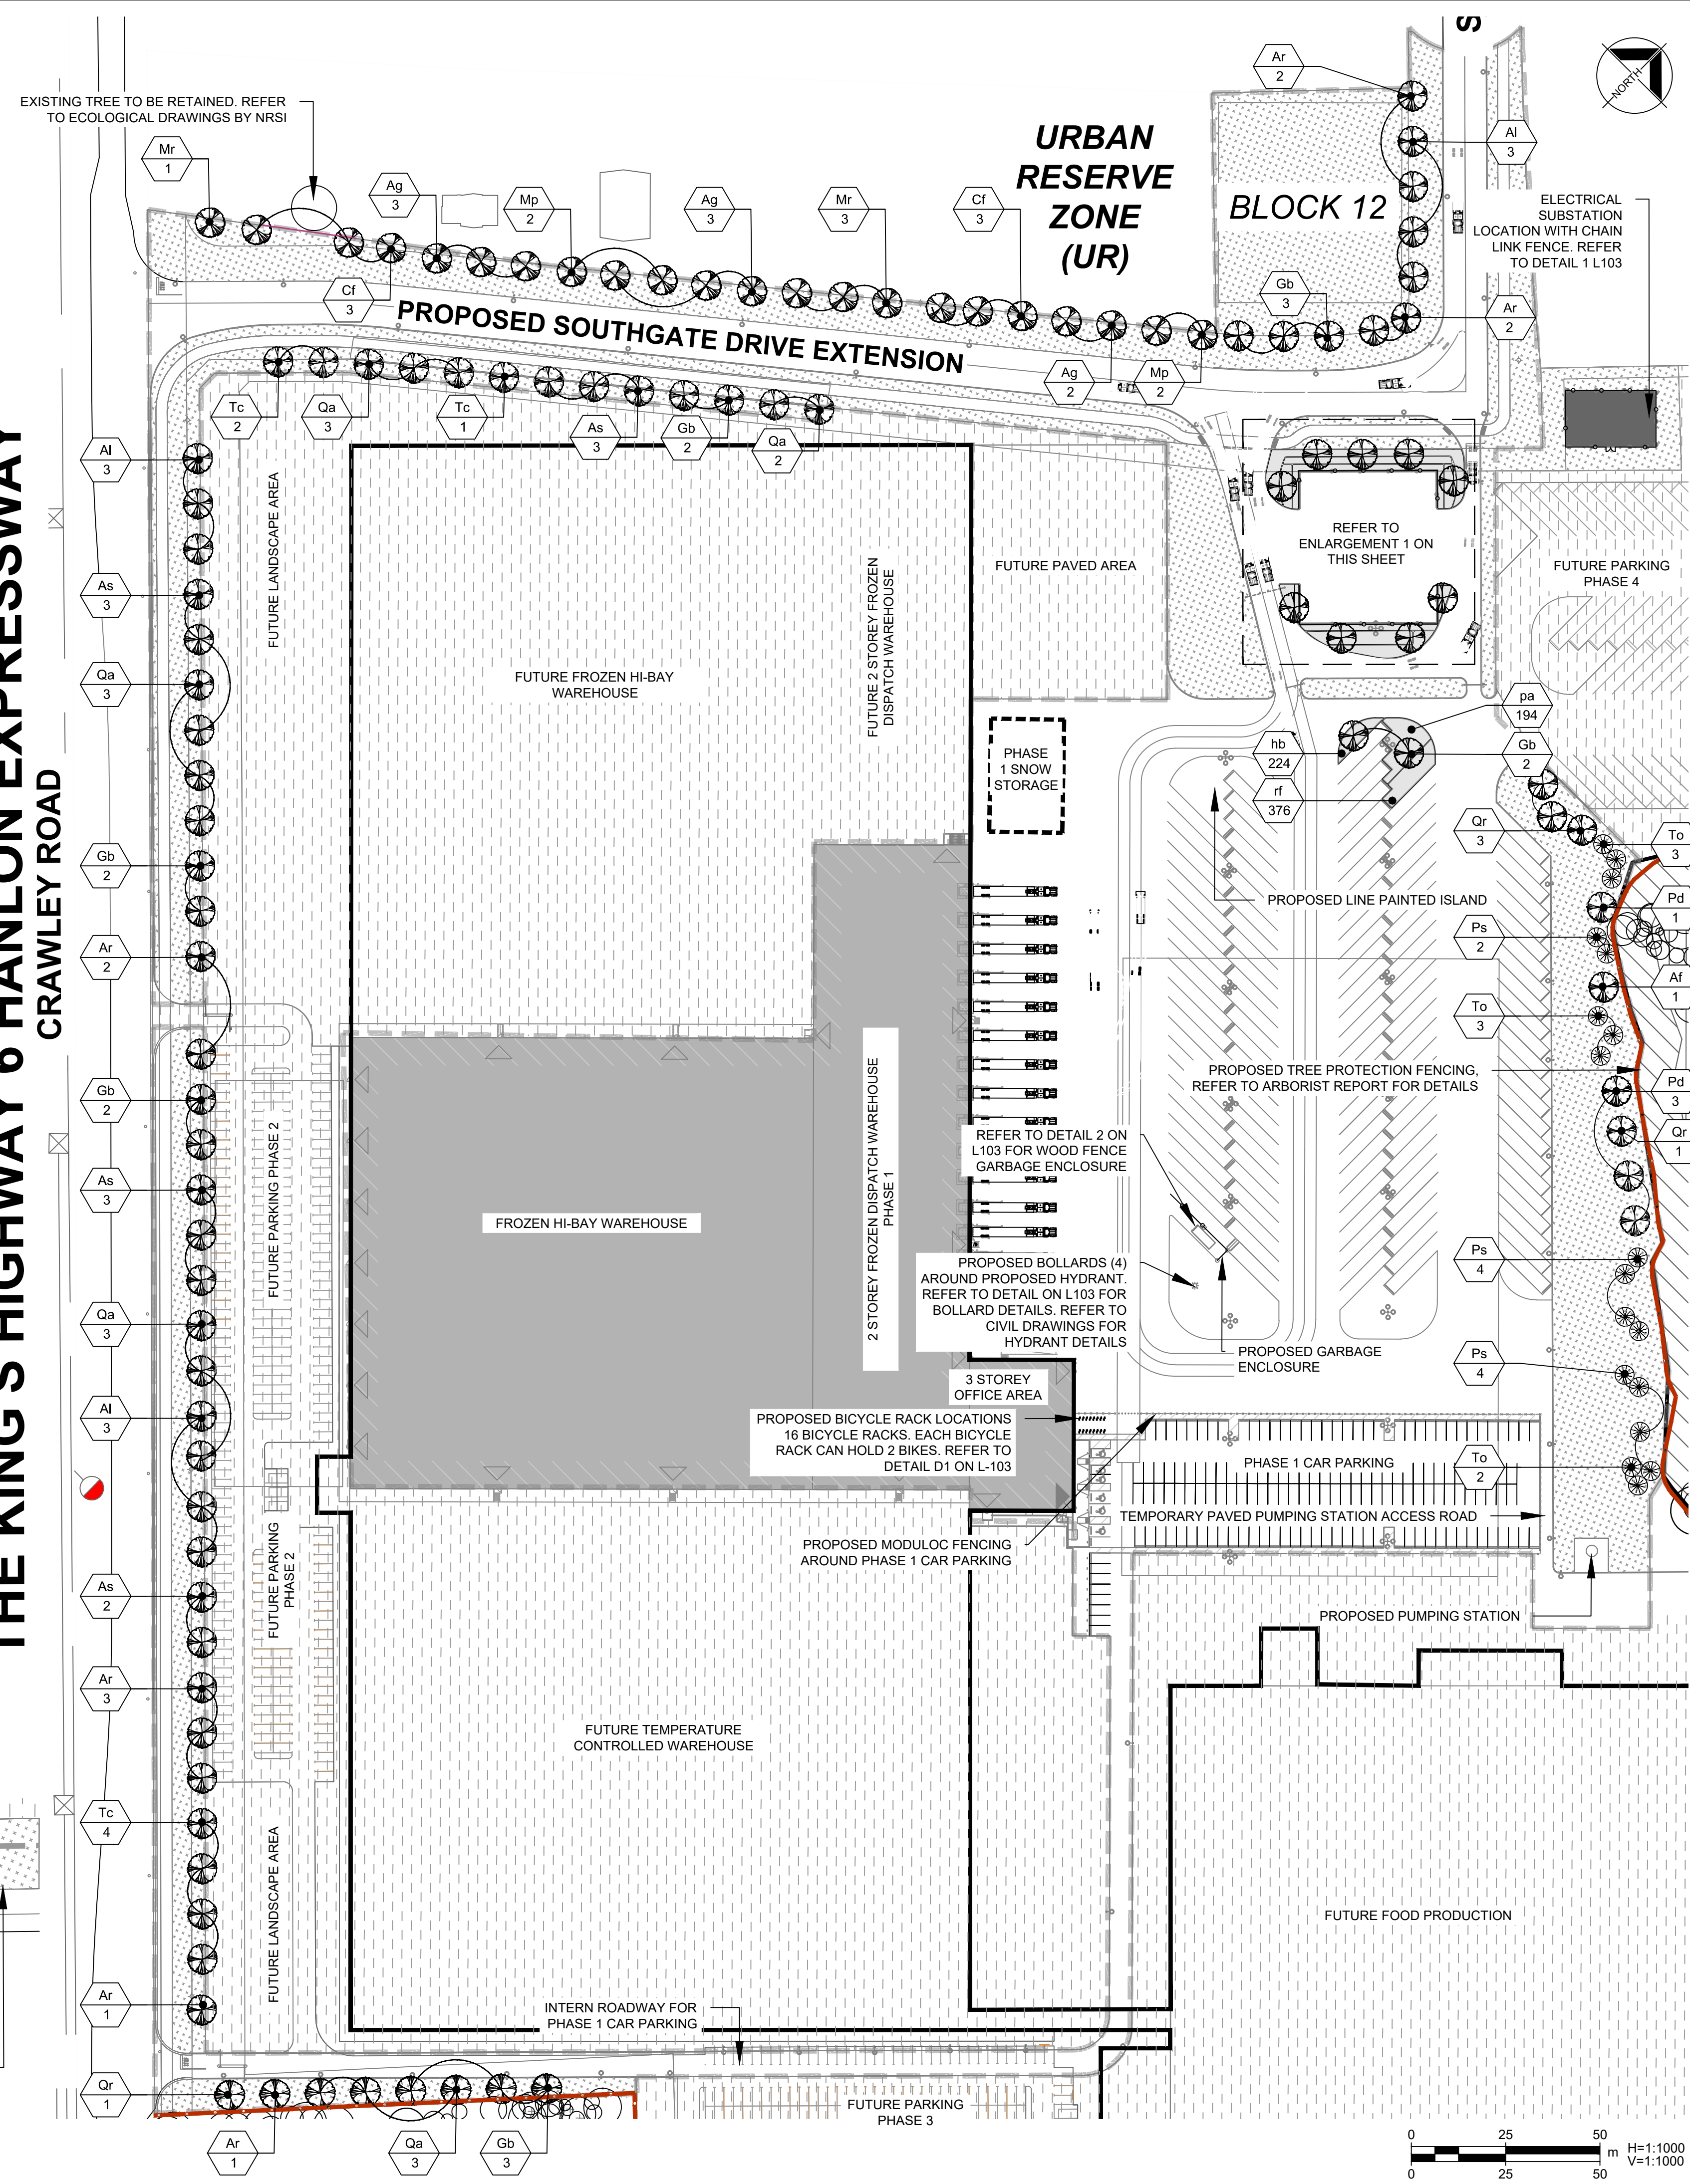 S
NORTH
Ar
2
EXISTING TREE TO BE RETAINED. REFER
TO ECOLOGICAL DRAWINGS BY NRSI
Mr
1
Ag
3
Mp
2
Ag
3
Mr
3
Cf
3
URBAN
RESERVE
ZONE
(UR)
BLOCK 12
Al
3
ELECTRICAL
SUBSTATION
LOCATION WITH CHAIN
LINK FENCE. REFER
TO DETAIL 1 L103
Cf
3
Gb
3
Ar
2
PROPOSED SOUTHGATE DRIVE EXTENSION
Ag
2
Mp
2
Tc
2
Qa
3
Tc
1
As
3
Gb
2
Qa
2
THE KING'S HIGHWAY 6 HANLON EXPRESSWAY
CRAWLEY ROAD
Al
3
As
3
Qa
3
Gb
2
Ar
2
Gb
2
As
3
Qa
3
Al
3
As
2
Ar
3
Tc
4
Ar
1
Qr
1
FUTURE LANDSCAPE AREA
FUTURE FROZEN HI-BAY
WAREHOUSE
FUTURE 2 STOREY FROZEN
DISPATCH WAREHOUSE
FUTURE PAVED AREA
REFER TO
ENLARGEMENT 1 ON
THIS SHEET
FUTURE PARKING
PHASE 4
PHASE
1 SNOW
STORAGE
pa
194
hb
224
Gb
2
rf
376
Qr
3
To
3
PROPOSED LINE PAINTED ISLAND
Pd
1
Ps
2
Af
1
To
3
PROPOSED TREE PROTECTION FENCING,
REFER TO ARBORIST REPORT FOR DETAILS
Pd
3
Qr
1
FUTURE PARKING PHASE 2
FROZEN HI-BAY WAREHOUSE
2 STOREY FROZEN DISPATCH WAREHOUSE
PHASE 1
REFER TO DETAIL 2 ON
L103 FOR WOOD FENCE
GARBAGE ENCLOSURE
PROPOSED BOLLARDS (4)
AROUND PROPOSED HYDRANT.
REFER TO DETAIL ON L103 FOR
BOLLARD DETAILS. REFER TO
CIVIL DRAWINGS FOR
HYDRANT DETAILS
Ps
4
PROPOSED GARBAGE
ENCLOSURE
Ps
4
3 STOREY
OFFICE AREA
PROPOSED BICYCLE RACK LOCATIONS
16 BICYCLE RACKS. EACH BICYCLE
RACK CAN HOLD 2 BIKES. REFER TO
DETAIL D1 ON L-103
PHASE 1 CAR PARKING
To
2
TEMPORARY PAVED PUMPING STATION ACCESS ROAD
PROPOSED MODULOC FENCING
AROUND PHASE 1 CAR PARKING
FUTURE PARKING
PHASE 2
PROPOSED PUMPING STATION
FUTURE TEMPERATURE
CONTROLLED WAREHOUSE
FUTURE LANDSCAPE AREA
FUTURE FOOD PRODUCTION
INTERN ROADWAY FOR
PHASE 1 CAR PARKING
FUTURE PARKING
PHASE 3
Ar
1
Qa
3
Gb
3
0 25 50
m H=1:1000
V=1:1000
0 25 50